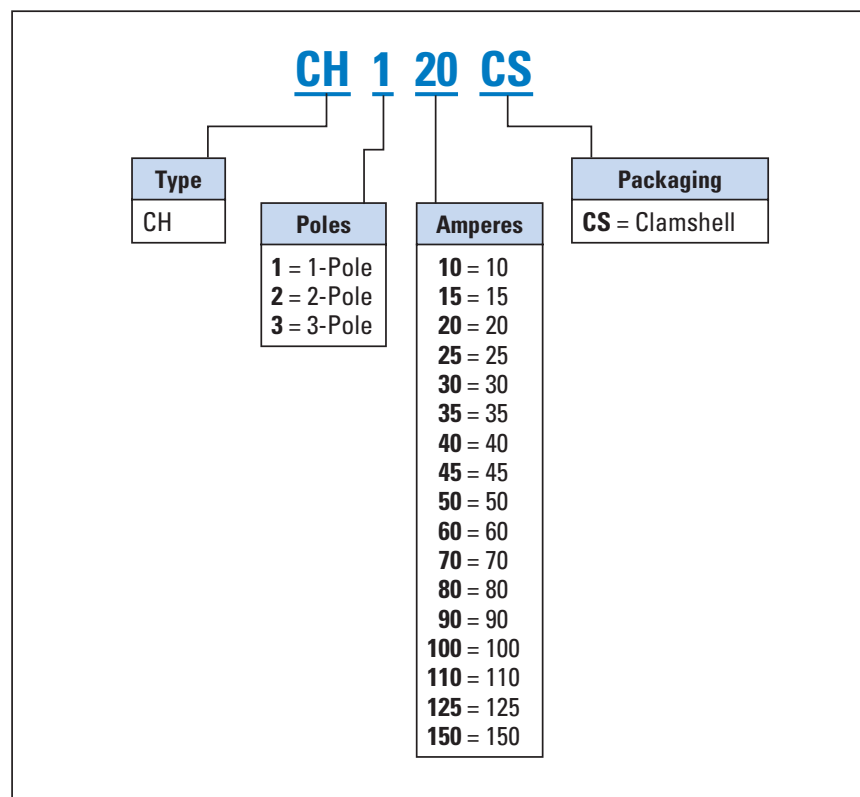 CH 1 20 CS
Type
CH
Poles
1 = 1-Pole
2 = 2-Pole
3 = 3-Pole
Amperes
10 = 10
15 = 15
20 = 20
25 = 25
30 = 30
35 = 35
40 = 40
45 = 45
50 = 50
60 = 60
70 = 70
80 = 80
90 = 90
100 = 100
110 = 110
125 = 125
150 = 150
Packaging
CS = Clamshell